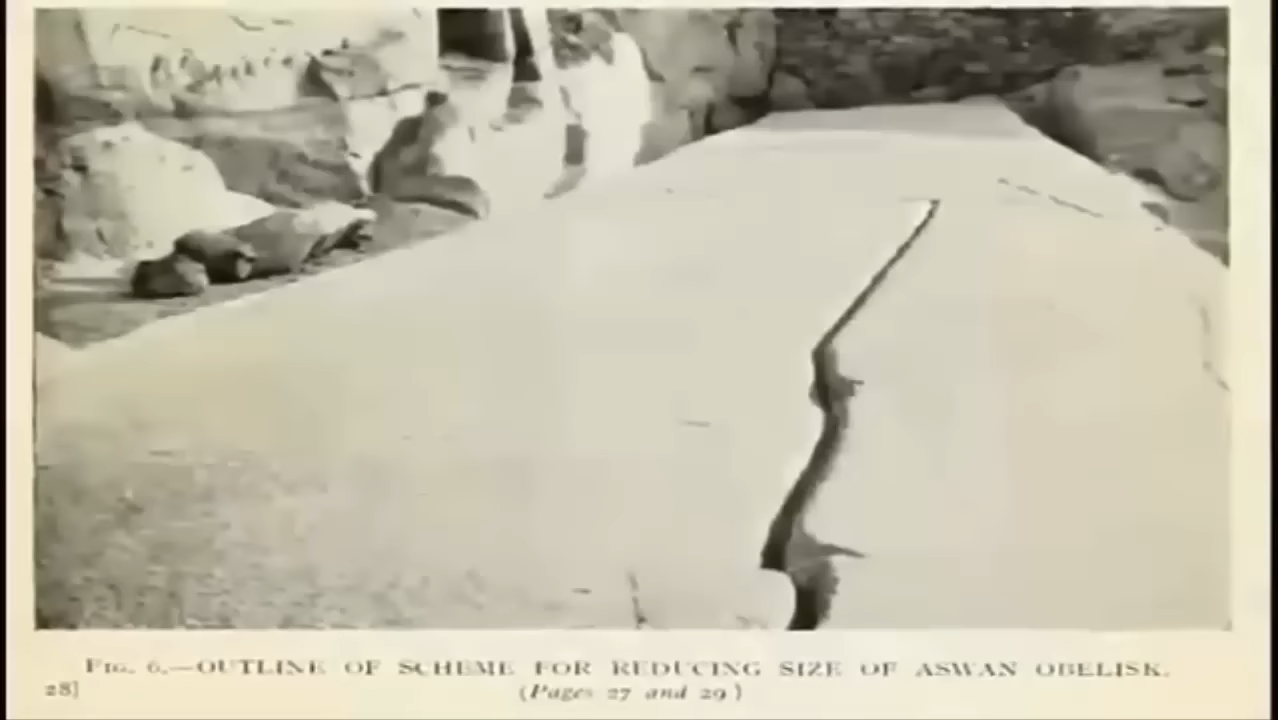 FIG. 6.—OUTLINE OF SCHEME FOR REDUCING SIZE OF ASWAN OBELISK.
28]
(Pages 27 and 29)